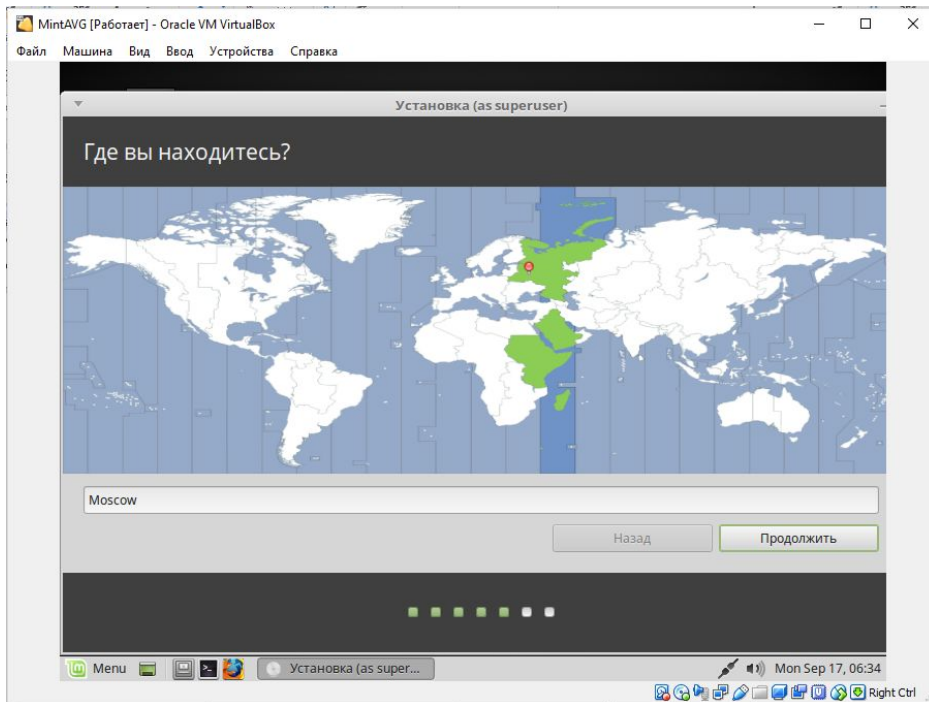 MintAVG [Работает] - Oracle VM VirtualBox
Файл Машина Вид Ввод Устройства Справка
Установка (as superuser)
Где вы находитесь?
Moscow
Назад Продолжить
Menu Установка (as super... Mon Sep 17, 06:34
Right Ctrl